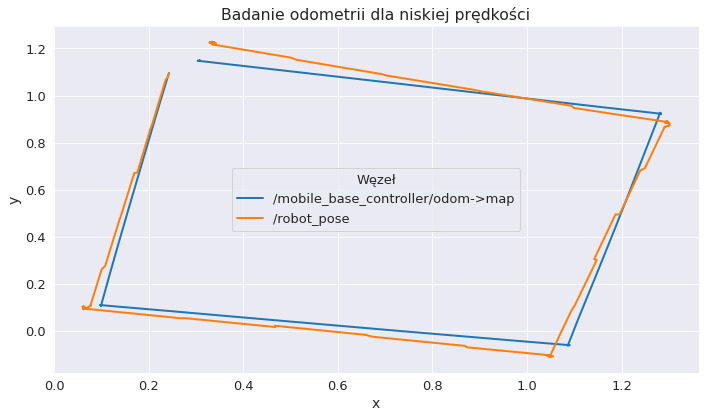 Badanie odometrii dla niskiej prędkości
y
1.2
1.0
0.8
0.6
0.4
0.2
0.0
Węzeł
/mobile_base_controller/odom->map
/robot_pose
0.0 0.2 0.4 0.6 0.8 1.0 1.2
x